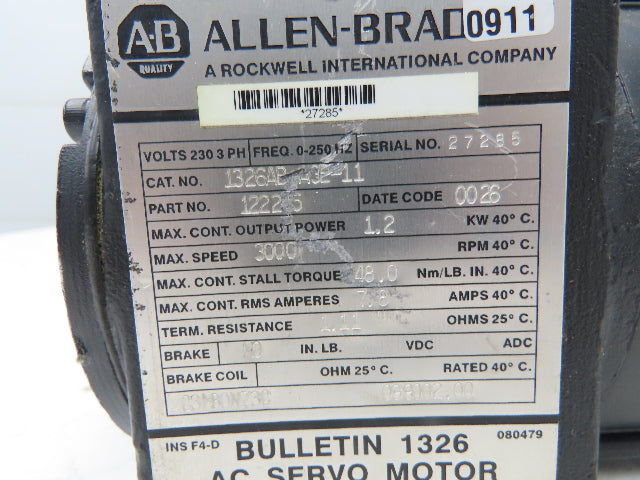 A-B
QUALITY
ALLEN-BRAD
0911
A ROCKWELL INTERNATIONAL COMPANY
*27285*
VOLTS 230 3 PH FREQ. 0-250 HZ SERIAL NO. 27285
CAT. NO. 11
PART NO. DATE CODE 0026
MAX. CONT. OUTPUT POWER 1.2 KW 40° C.
MAX. SPEED 3000 RPM 40° C.
MAX. CONT. STALL TORQUE 48.0 Nm/LB. IN. 40° C.
MAX. CONT. RMS AMPERES AMPS 40° C.
TERM. RESISTANCE 1.11 OHMS 25° C.
BRAKE IN. LB. VDC ADC
BRAKE COIL OHM 25° C. RATED 40° C.
INS F4-D
080479
BULLETIN 1326
AC SERVO MOTOR